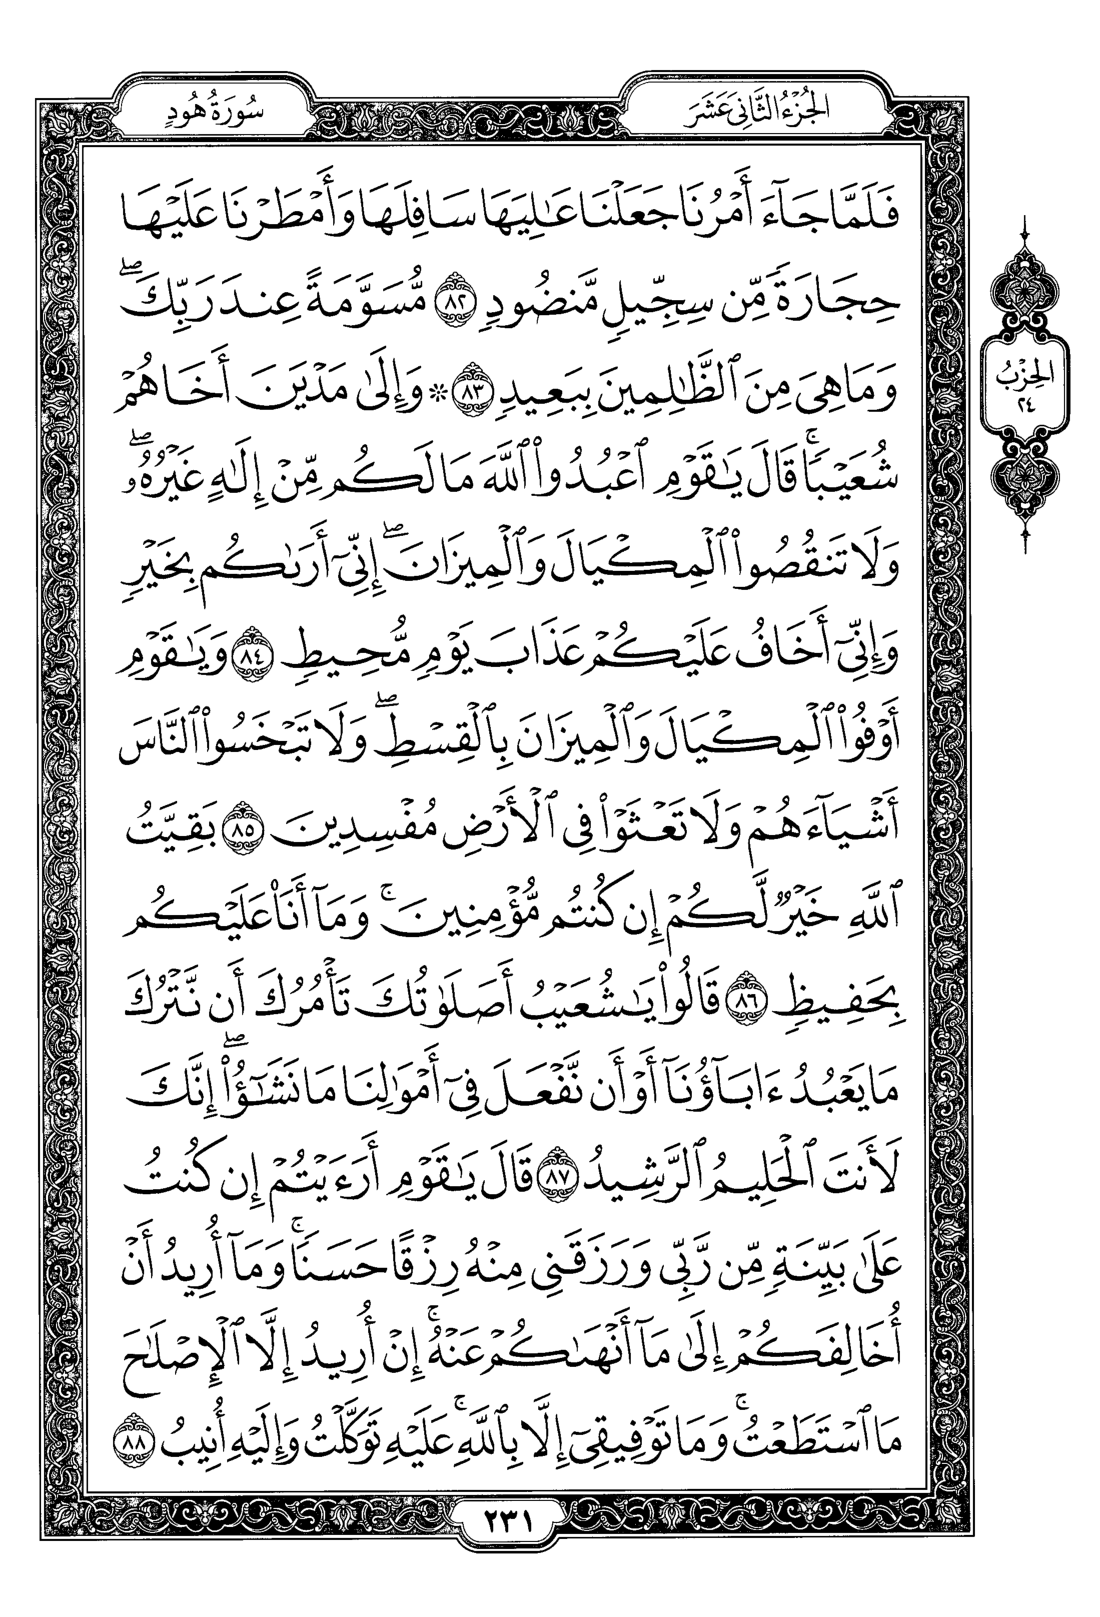 الجُزْءُ الثَّانِي عَشَرَ
سُورَةُ هُودٍ
فَلَمَّا جَآءَ أَمْرُنَا جَعَلْنَا عَٰلِيَهَا سَافِلَهَا وَأَمْطَرْنَا عَلَيْهَا
حِجَارَةً مِّن سِجِّيلٍ مَّنضُودٍ ٨٢ مُّسَوَّمَةً عِندَ رَبِّكَۖ
وَمَا هِىَ مِنَ ٱلظَّٰلِمِينَ بِبَعِيدٍ ٨٣ ۞ وَإِلَىٰ مَدْيَنَ أَخَاهُمْ
شُعَيْبًاۚ قَالَ يَٰقَوْمِ ٱعْبُدُوا۟ ٱللَّهَ مَا لَكُم مِّنْ إِلَٰهٍ غَيْرُهُۥۖ
وَلَا تَنقُصُوا۟ ٱلْمِكْيَالَ وَٱلْمِيزَانَۖ إِنِّىٓ أَرَىٰكُم بِخَيْرٍ
وَإِنِّىٓ أَخَافُ عَلَيْكُمْ عَذَابَ يَوْمٍ مُّحِيطٍ ٨٤ وَيَٰقَوْمِ
أَوْفُوا۟ ٱلْمِكْيَالَ وَٱلْمِيزَانَ بِٱلْقِسْطِۖ وَلَا تَبْخَسُوا۟ ٱلنَّاسَ
أَشْيَآءَهُمْ وَلَا تَعْثَوْا۟ فِى ٱلْأَرْضِ مُفْسِدِينَ ٨٥ بَقِيَّتُ
ٱللَّهِ خَيْرٌ لَّكُمْ إِن كُنتُم مُّؤْمِنِينَۚ وَمَآ أَنَا۠ عَلَيْكُم
بِحَفِيظٍ ٨٦ قَالُوا۟ يَٰشُعَيْبُ أَصَلَوٰتُكَ تَأْمُرُكَ أَن نَّتْرُكَ
مَا يَعْبُدُ ءَابَآؤُنَآ أَوْ أَن نَّفْعَلَ فِىٓ أَمْوَٰلِنَا مَا نَشَٰٓؤُا۟ۖ إِنَّكَ
لَأَنتَ ٱلْحَلِيمُ ٱلرَّشِيدُ ٨٧ قَالَ يَٰقَوْمِ أَرَءَيْتُمْ إِن كُنتُ
عَلَىٰ بَيِّنَةٍ مِّن رَّبِّى وَرَزَقَنِى مِنْهُ رِزْقًا حَسَنًاۚ وَمَآ أُرِيدُ أَنْ
أُخَالِفَكُمْ إِلَىٰ مَآ أَنْهَىٰكُمْ عَنْهُۚ إِنْ أُرِيدُ إِلَّا ٱلْإِصْلَٰحَ
مَا ٱسْتَطَعْتُۚ وَمَا تَوْفِيقِىٓ إِلَّا بِٱللَّهِۚ عَلَيْهِ تَوَكَّلْتُ وَإِلَيْهِ أُنِيبُ ٨٨
الحِزْبُ
٢٤
٢٣١